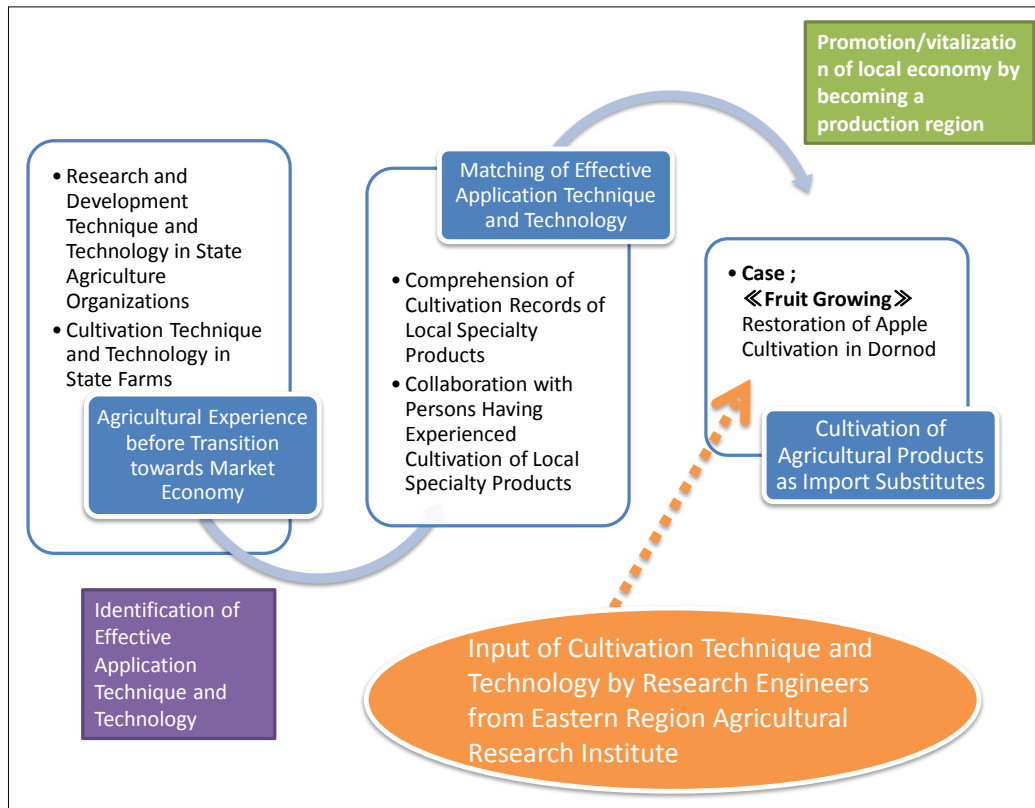 Promotion/vitalizatio
n of local economy by
becoming a
production region
• Research and
Development
Technique and
Technology in State
Agriculture
Organizations
• Cultivation Technique
and Technology in
State Farms
Agricultural Experience
before Transition
towards Market
Economy
Matching of Effective
Application Technique
and Technology
• Comprehension of
Cultivation Records of
Local Specialty
Products
• Collaboration with
Persons Having
Experienced
Cultivation of Local
Specialty Products
• Case ;
≪Fruit Growing≫
Restoration of Apple
Cultivation in Dornod
Cultivation of
Agricultural Products
as Import Substitutes
Identification of
Effective
Application
Technique and
Technology
Input of Cultivation Technique and
Technology by Research Engineers
from Eastern Region Agricultural
Research Institute